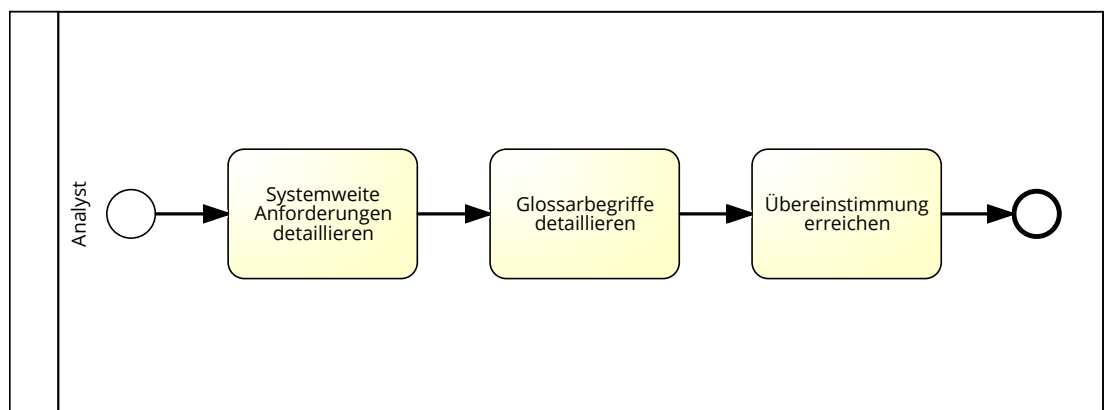 Analyst
Systemweite
Anforderungen
detaillieren
Glossarbegriffe
detaillieren
Übereinstimmung
erreichen